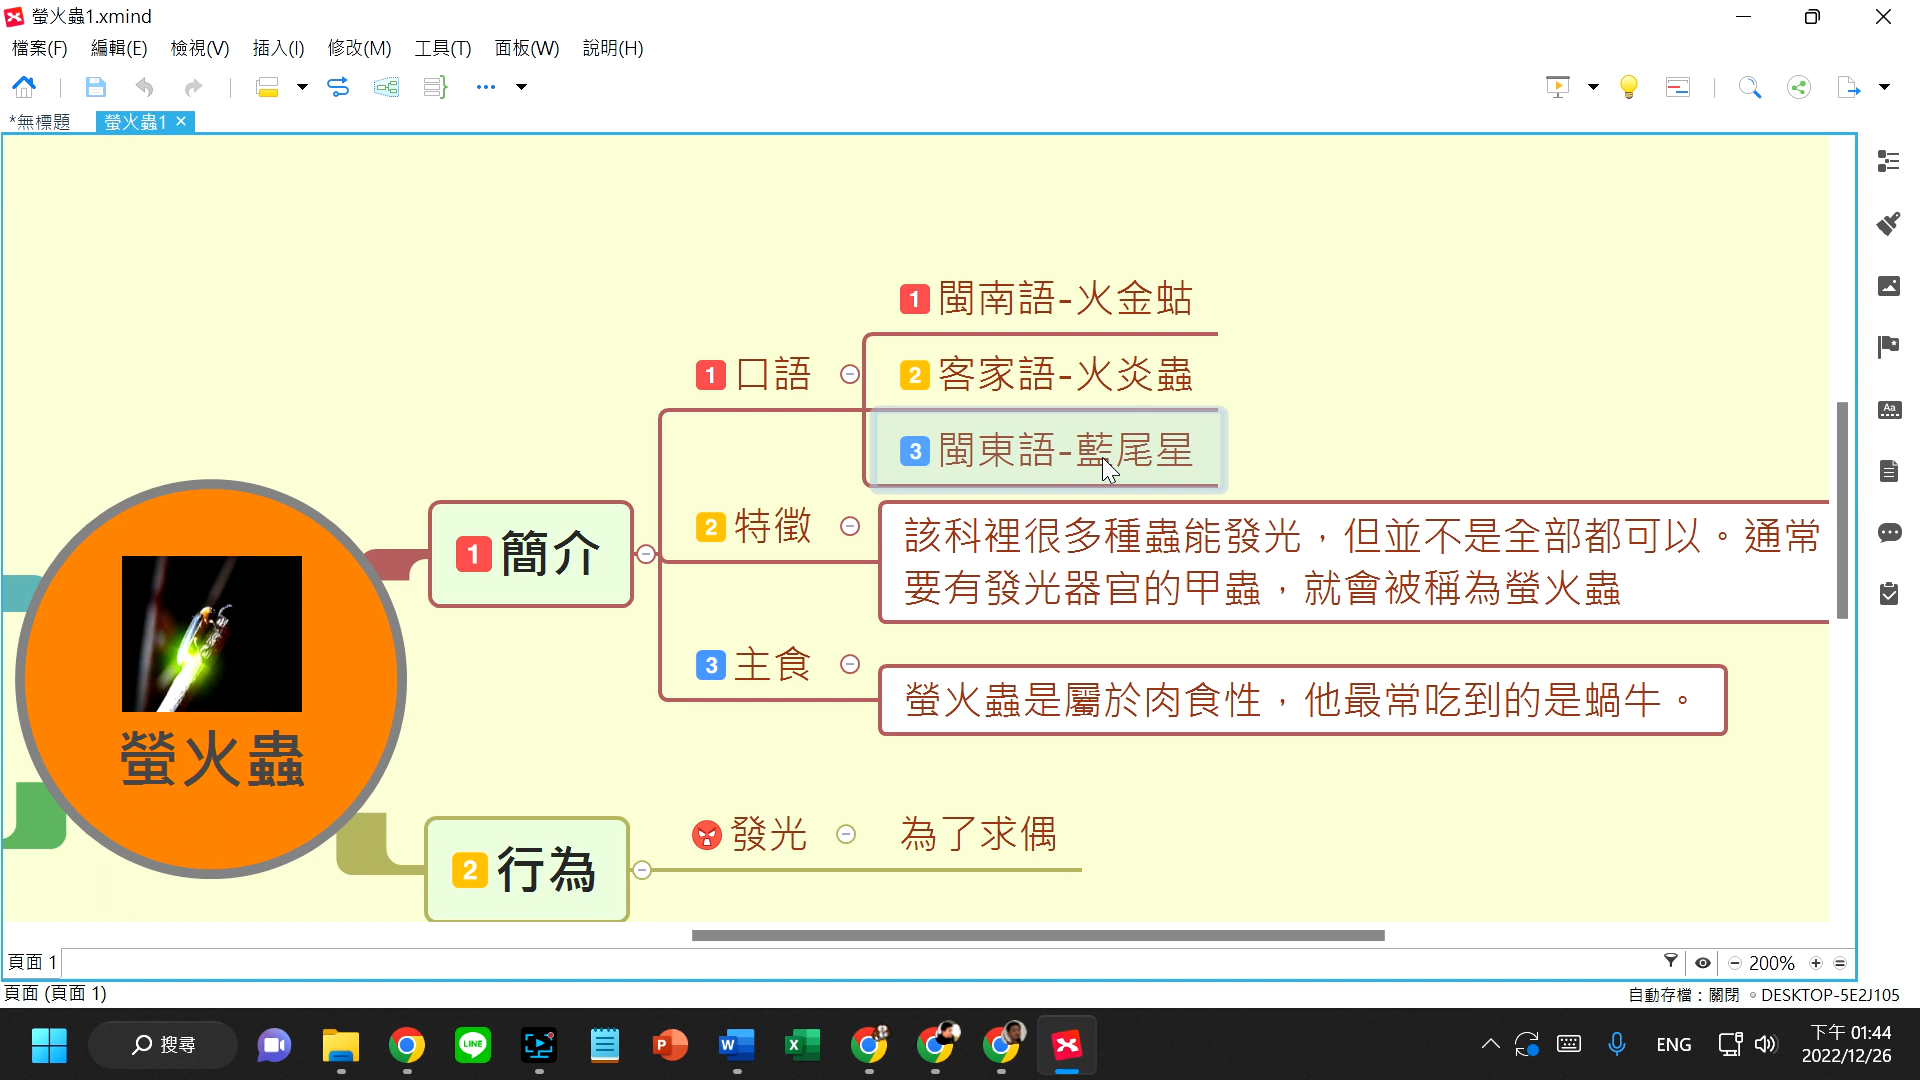 螢火蟲1.xmind
檔案(F) 編輯(E) 檢視(V) 插入(I) 修改(M) 工具(T) 面板(W) 說明(H)
*無標題 螢火蟲1
1 閩南語-火金蛄
1 口語
2 客家語-火炎蟲
3 閩東語-藍尾星
1 簡介
2 特徵
該科裡很多種蟲能發光，但並不是全部都可以。通常
要有發光器官的甲蟲，就會被稱為螢火蟲
3 主食
螢火蟲是屬於肉食性，他最常吃到的是蝸牛。
螢火蟲
發光 為了求偶
2 行為
頁面 1
200%
頁面 (頁面 1)
自動存檔：關閉 DESKTOP-5E2J105
搜尋
LINE
P
W
X
ENG
下午 01:44
2022/12/26
Aa